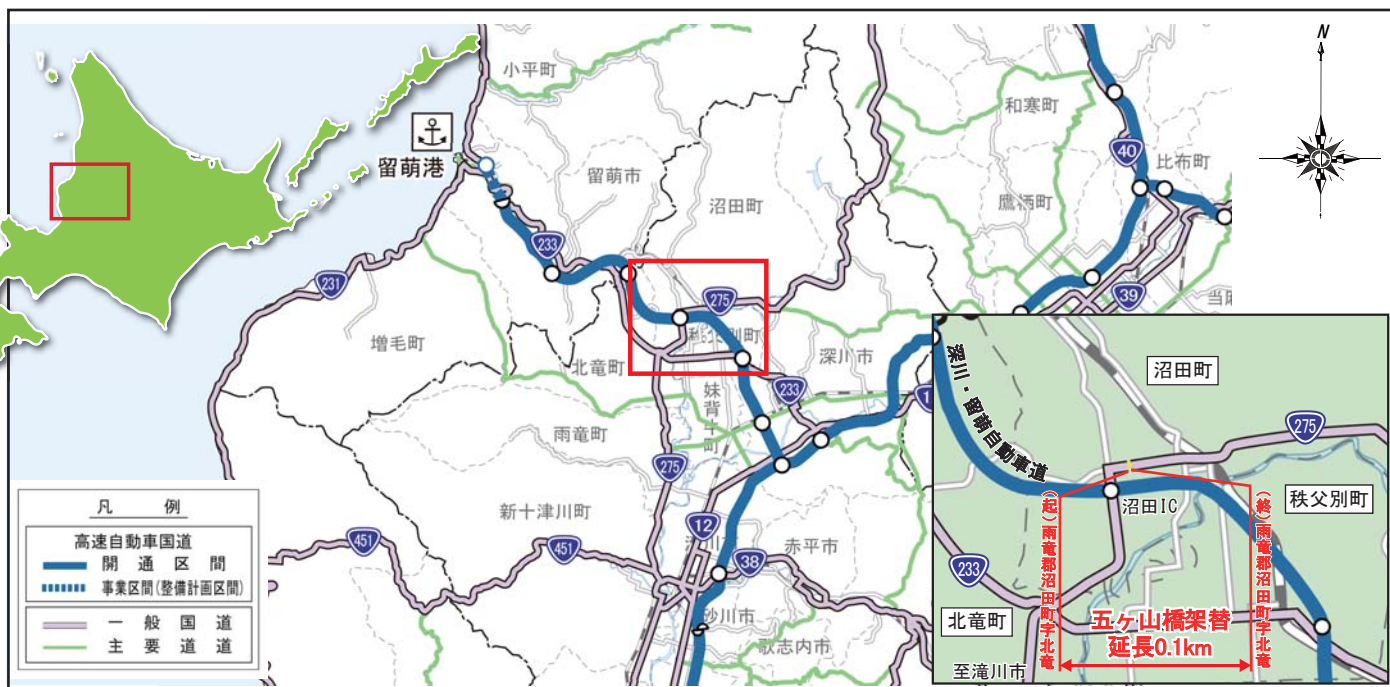 N
小平町
留萌港
留萌市
沼田町
和寒町
40
比布町
鷹栖町
233
231
275
39
増毛町
北竜町
深川市
妹背牛町
233
雨竜町
275
新十津川町
12
451
451
38
赤平市
砂川市
歌志内市
凡 例
高速自動車国道
開通区間
事業区間(整備計画区間)
一般国道
主要道道
深川・留萌自動車道
沼田町
275
沼田IC
秩父別町
233
北竜町
(起)雨竜郡沼田町字北竜
(終)雨竜郡沼田町字北竜
五ヶ山橋架替
延長0.1km
至滝川市